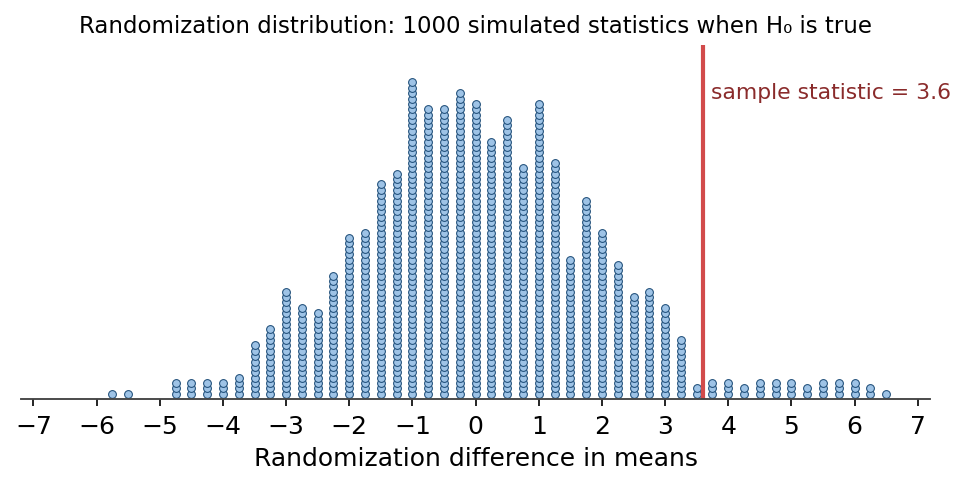 Randomization distribution: 1000 simulated statistics when H₀ is true
sample statistic = 3.6
−7 −6 −5 −4 −3 −2 −1 0 1 2 3 4 5 6 7
Randomization difference in means